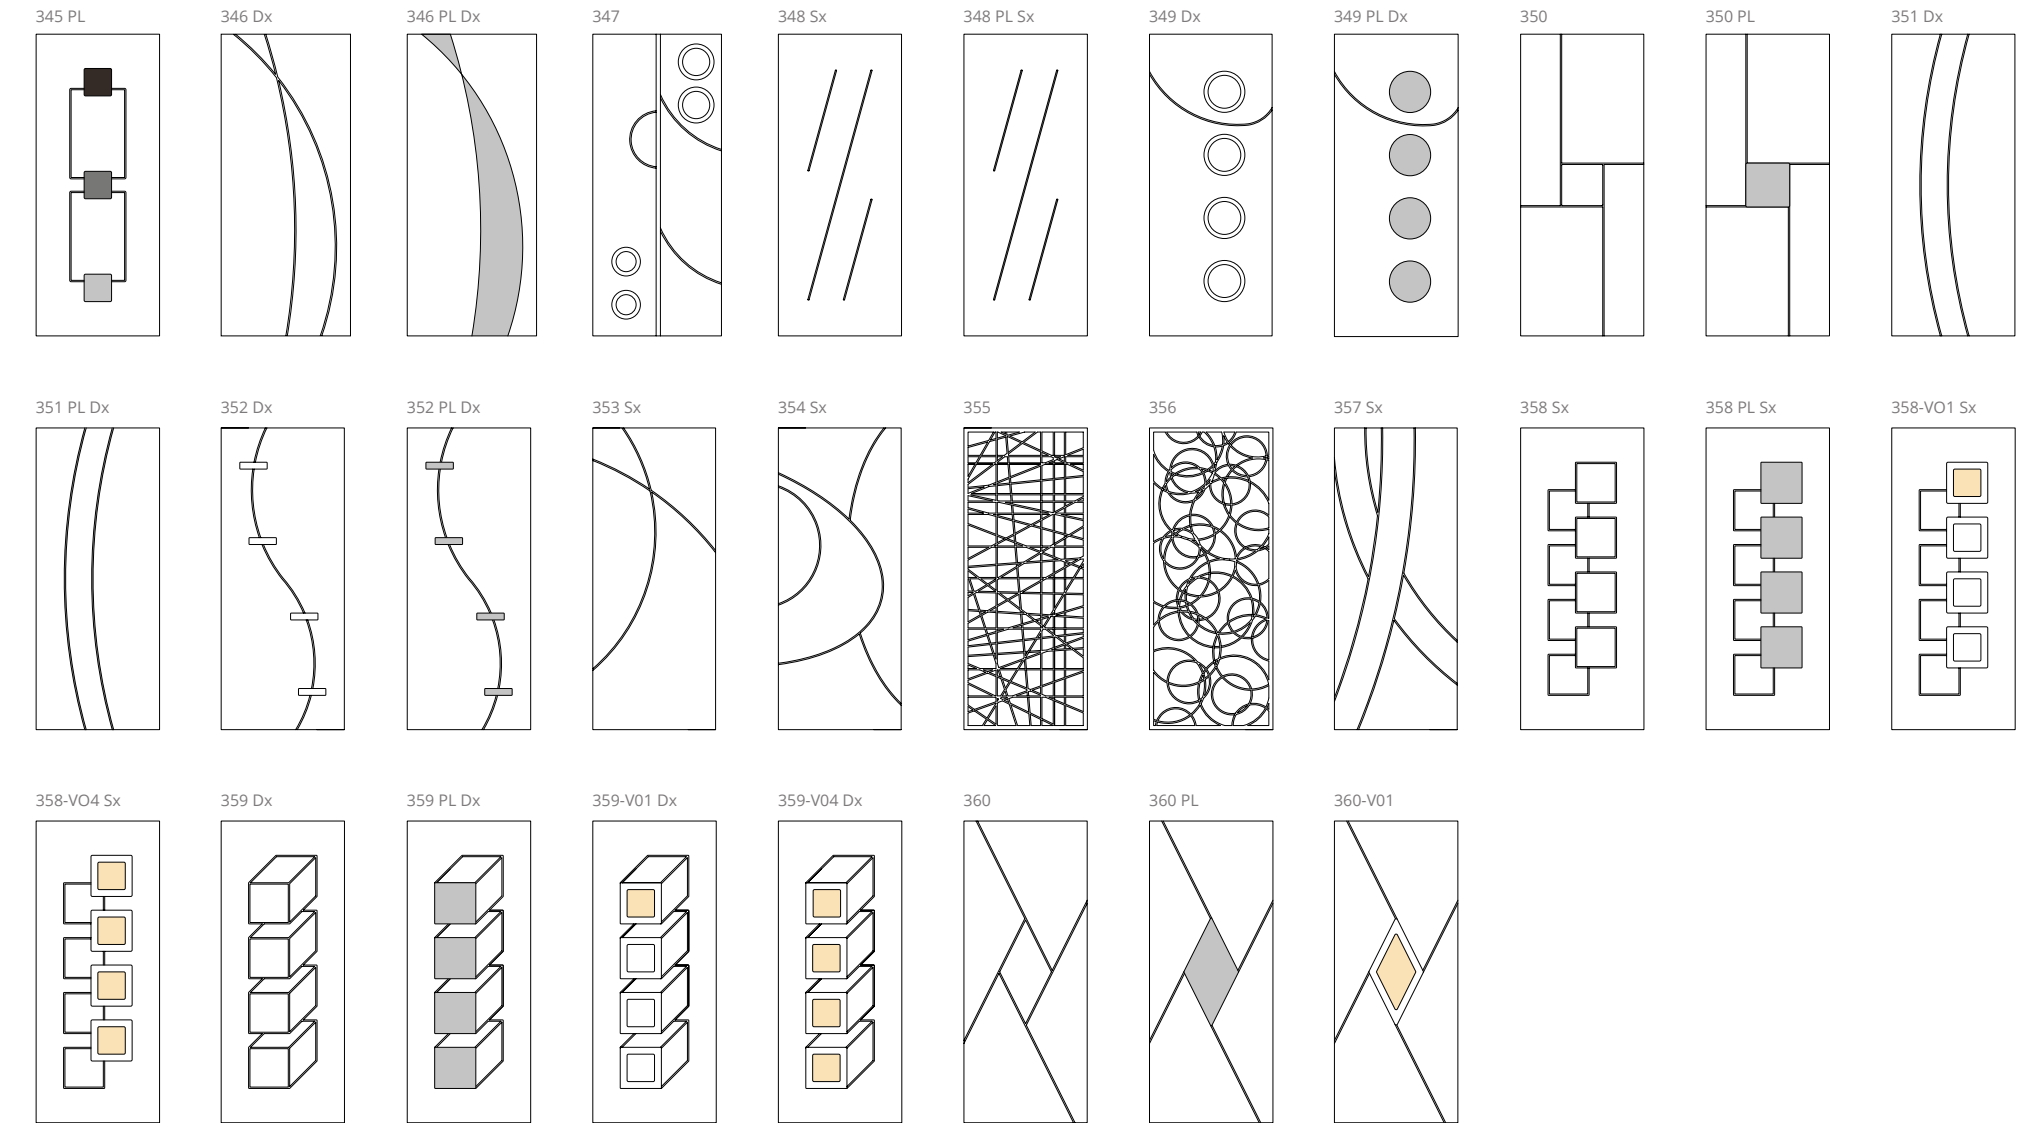 345 PL
346 Dx
346 PL Dx
347
348 Sx
348 PL Sx
349 Dx
349 PL Dx
350
350 PL
351 Dx
351 PL Dx
352 Dx
352 PL Dx
353 Sx
354 Sx
355
356
357 Sx
358 Sx
358 PL Sx
358-VO1 Sx
358-VO4 Sx
359 Dx
359 PL Dx
359-V01 Dx
359-V04 Dx
360
360 PL
360-V01